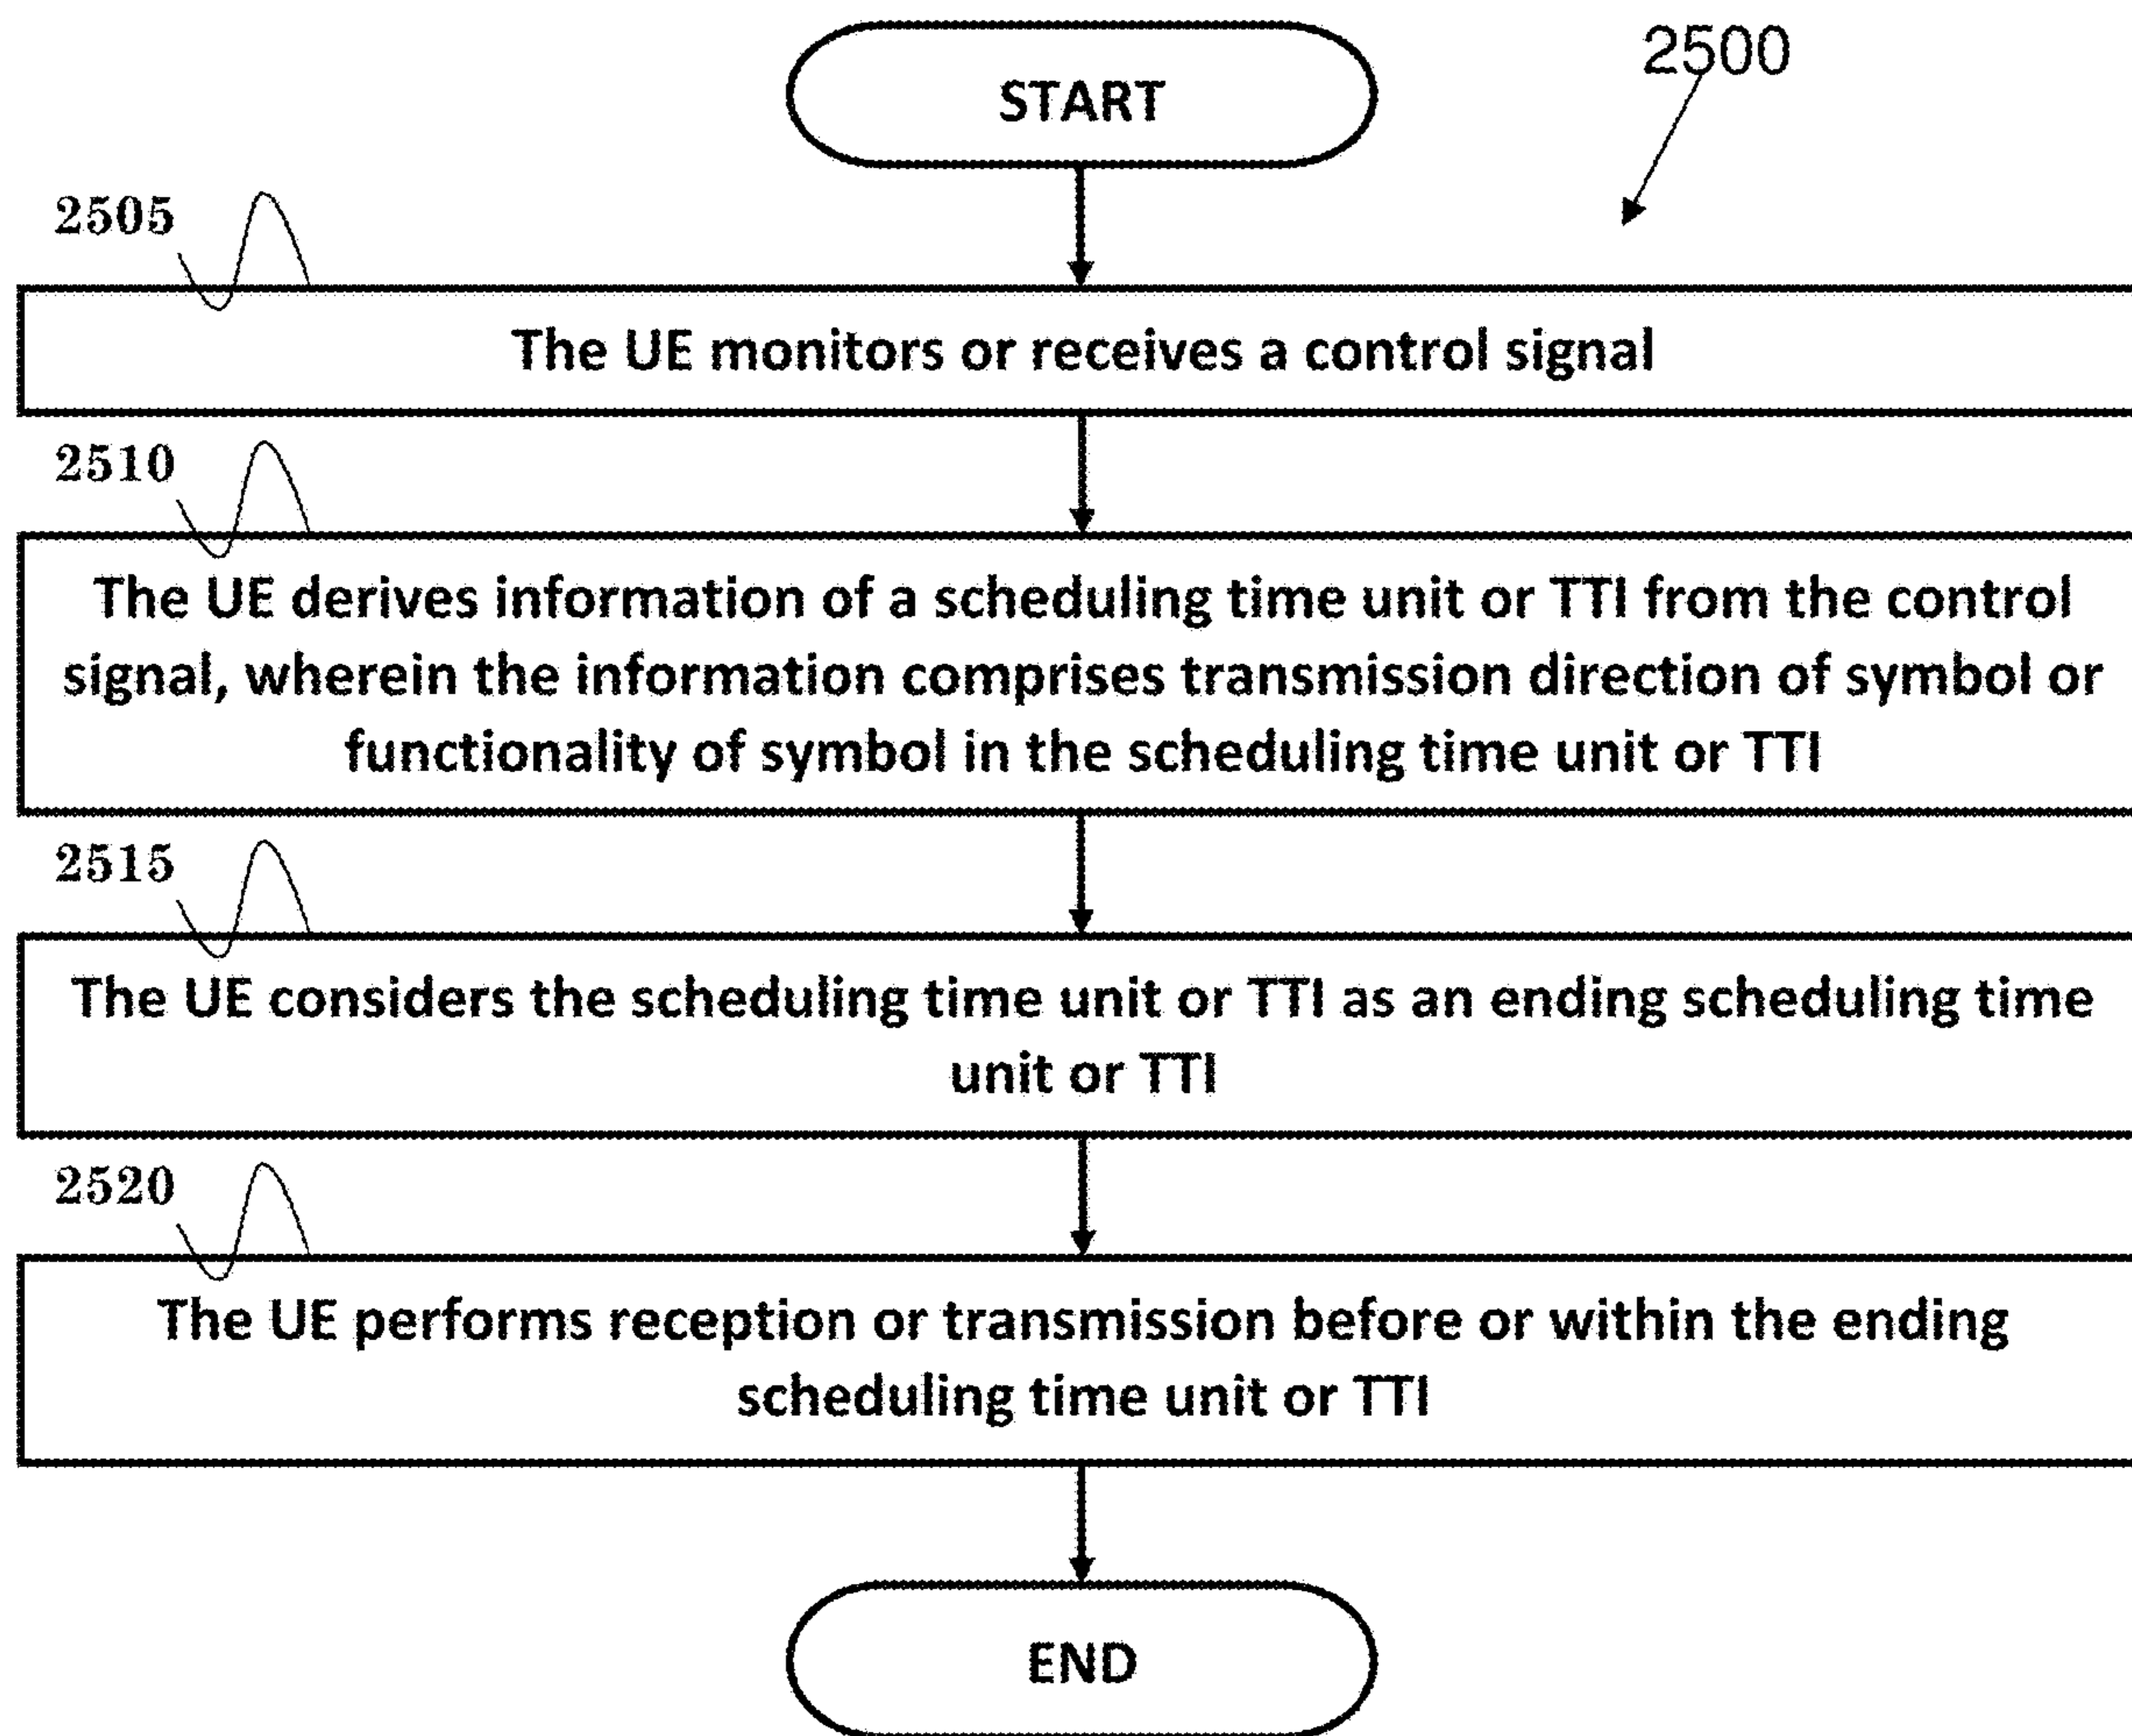 START
2500
2505
The UE monitors or receives a control signal
2510
The UE derives information of a scheduling time unit or TTI from the control
signal, wherein the information comprises transmission direction of symbol or
functionality of symbol in the scheduling time unit or TTI
2515
The UE considers the scheduling time unit or TTI as an ending scheduling time
unit or TTI
2520
The UE performs reception or transmission before or within the ending
scheduling time unit or TTI
END